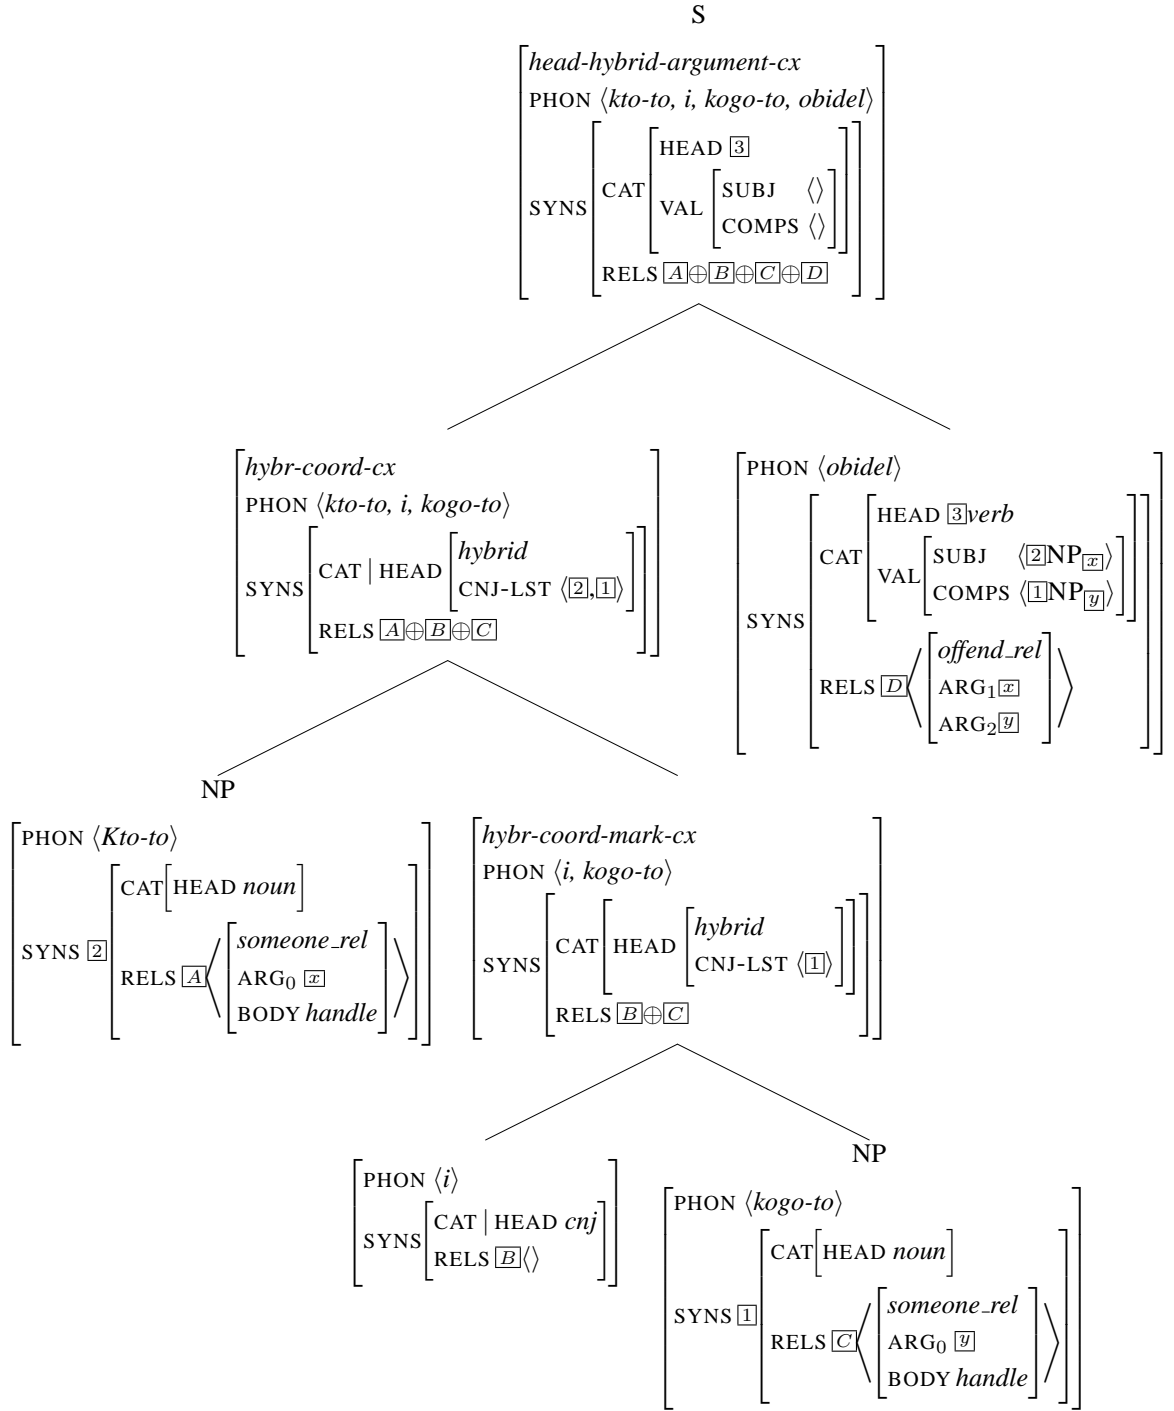 S
head-hybrid-argument-cx
PHON ⟨kto-to, i, kogo-to, obidel⟩
HEAD 3
CAT
VAL
SUBJ ⟨⟩
COMPS ⟨⟩
SYNS
RELS A⊕B⊕C⊕D
hybr-coord-cx
PHON ⟨kto-to, i, kogo-to⟩
SYNS
CAT | HEAD
hybrid
CNJ-LST ⟨2,1⟩
RELS A⊕B⊕C
PHON ⟨obidel⟩
SYNS
CAT
HEAD 3verb
VAL
SUBJ ⟨2NPx⟩
COMPS ⟨1NPy⟩
RELS D
offend_rel
ARG1x
ARG2y
NP
PHON ⟨Kto-to⟩
SYNS 2
CAT[HEAD noun]
RELS A
someone_rel
ARG0 x
BODY handle
hybr-coord-mark-cx
PHON ⟨i, kogo-to⟩
SYNS
CAT
HEAD
hybrid
CNJ-LST ⟨1⟩
RELS B⊕C
PHON ⟨i⟩
SYNS
CAT | HEAD cnj
RELS B⟨⟩
NP
PHON ⟨kogo-to⟩
SYNS 1
CAT[HEAD noun]
RELS C
someone_rel
ARG0 y
BODY handle